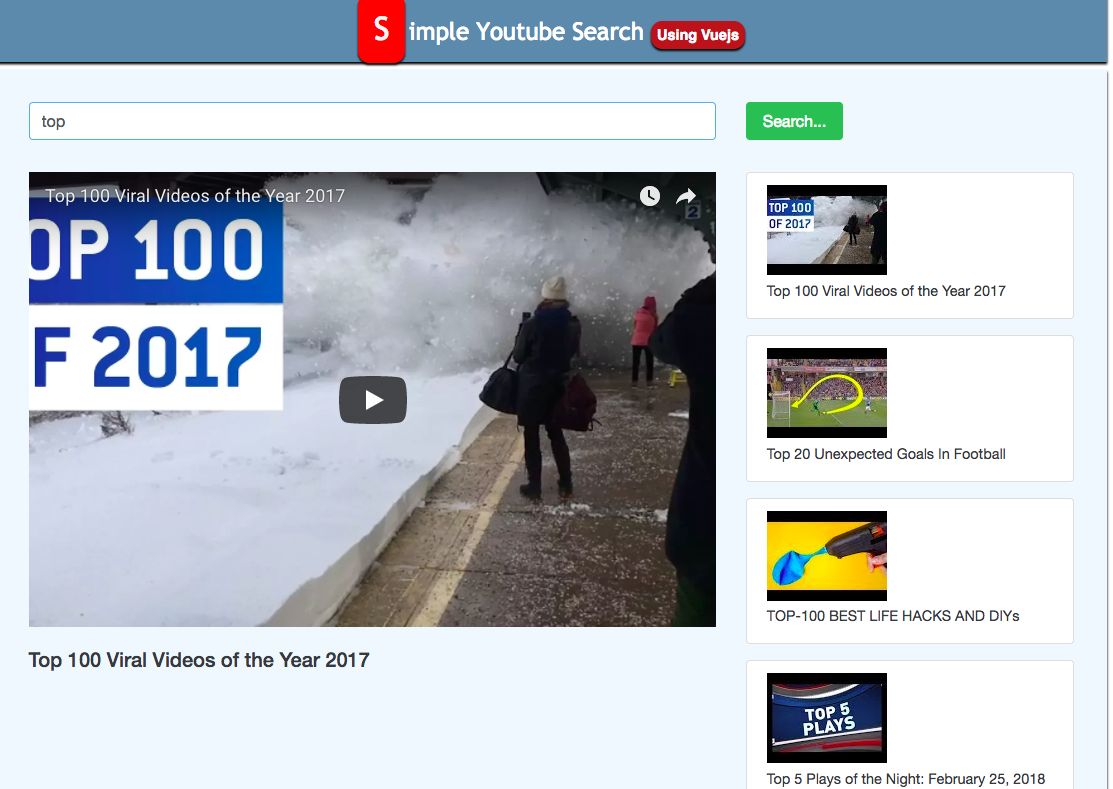 Simple Youtube Search Using Vuejs
top
Search...
Top 100 Viral Videos of the Year 2017
2
OP 100
F 2017
Top 100 Viral Videos of the Year 2017
TOP 100
OF 2017
Top 100 Viral Videos of the Year 2017
Top 20 Unexpected Goals In Football
TOP-100 BEST LIFE HACKS AND DIYs
TOP 5
PLAYS
Top 5 Plays of the Night: February 25, 2018